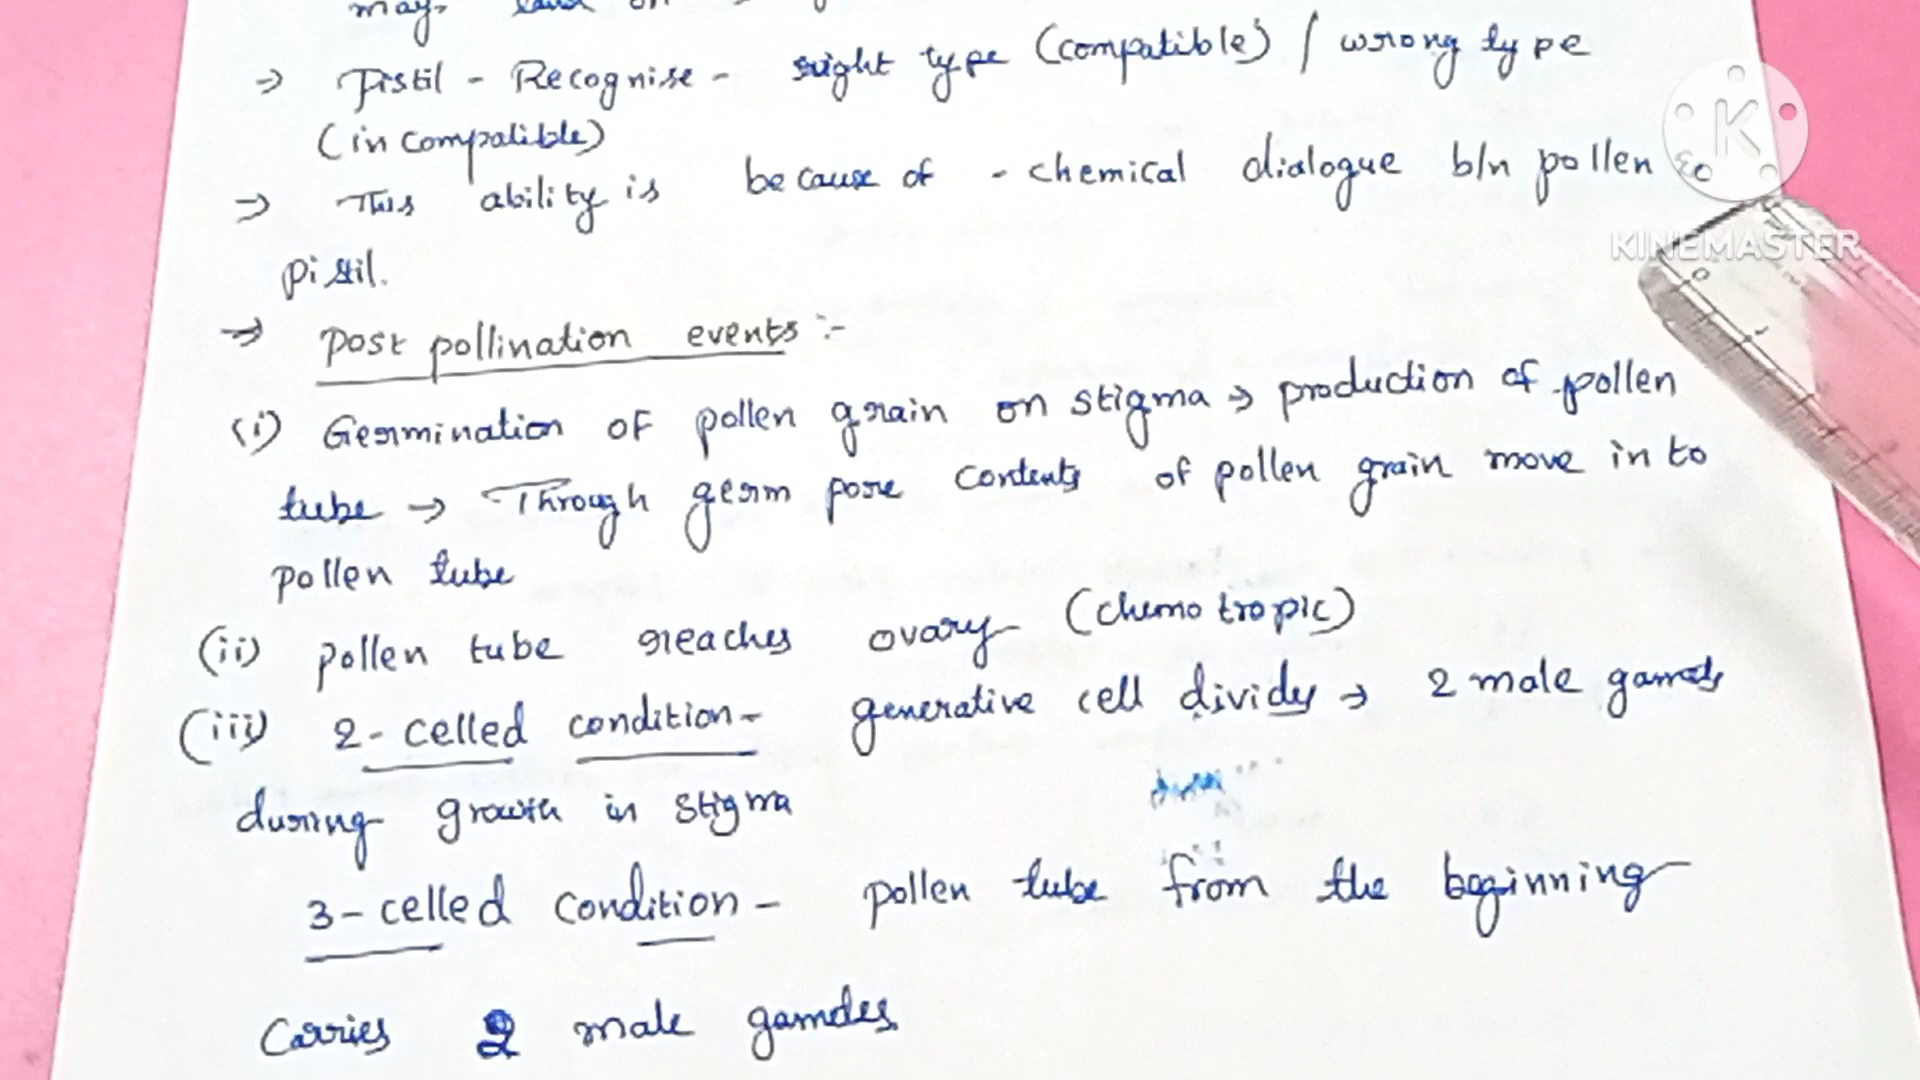 may
→ Pistil - Recognise - right type (compatible) / wrong type
(in compatible)
→ This ability is because of - chemical dialogue b/n pollen &
pistil.
→ post pollination events :-
(i) Germination of pollen grain on stigma → production of pollen
tube → Through germ pore contents of pollen grain move in to
pollen tube
(ii) pollen tube reaches ovary (chemo tropic)
(iii) 2-celled condition - generative cell divides → 2 male gametes
during growth in stigma
3-celled condition - pollen tube from the beginning
Carries 2 male gametes
K
KINEMASTER